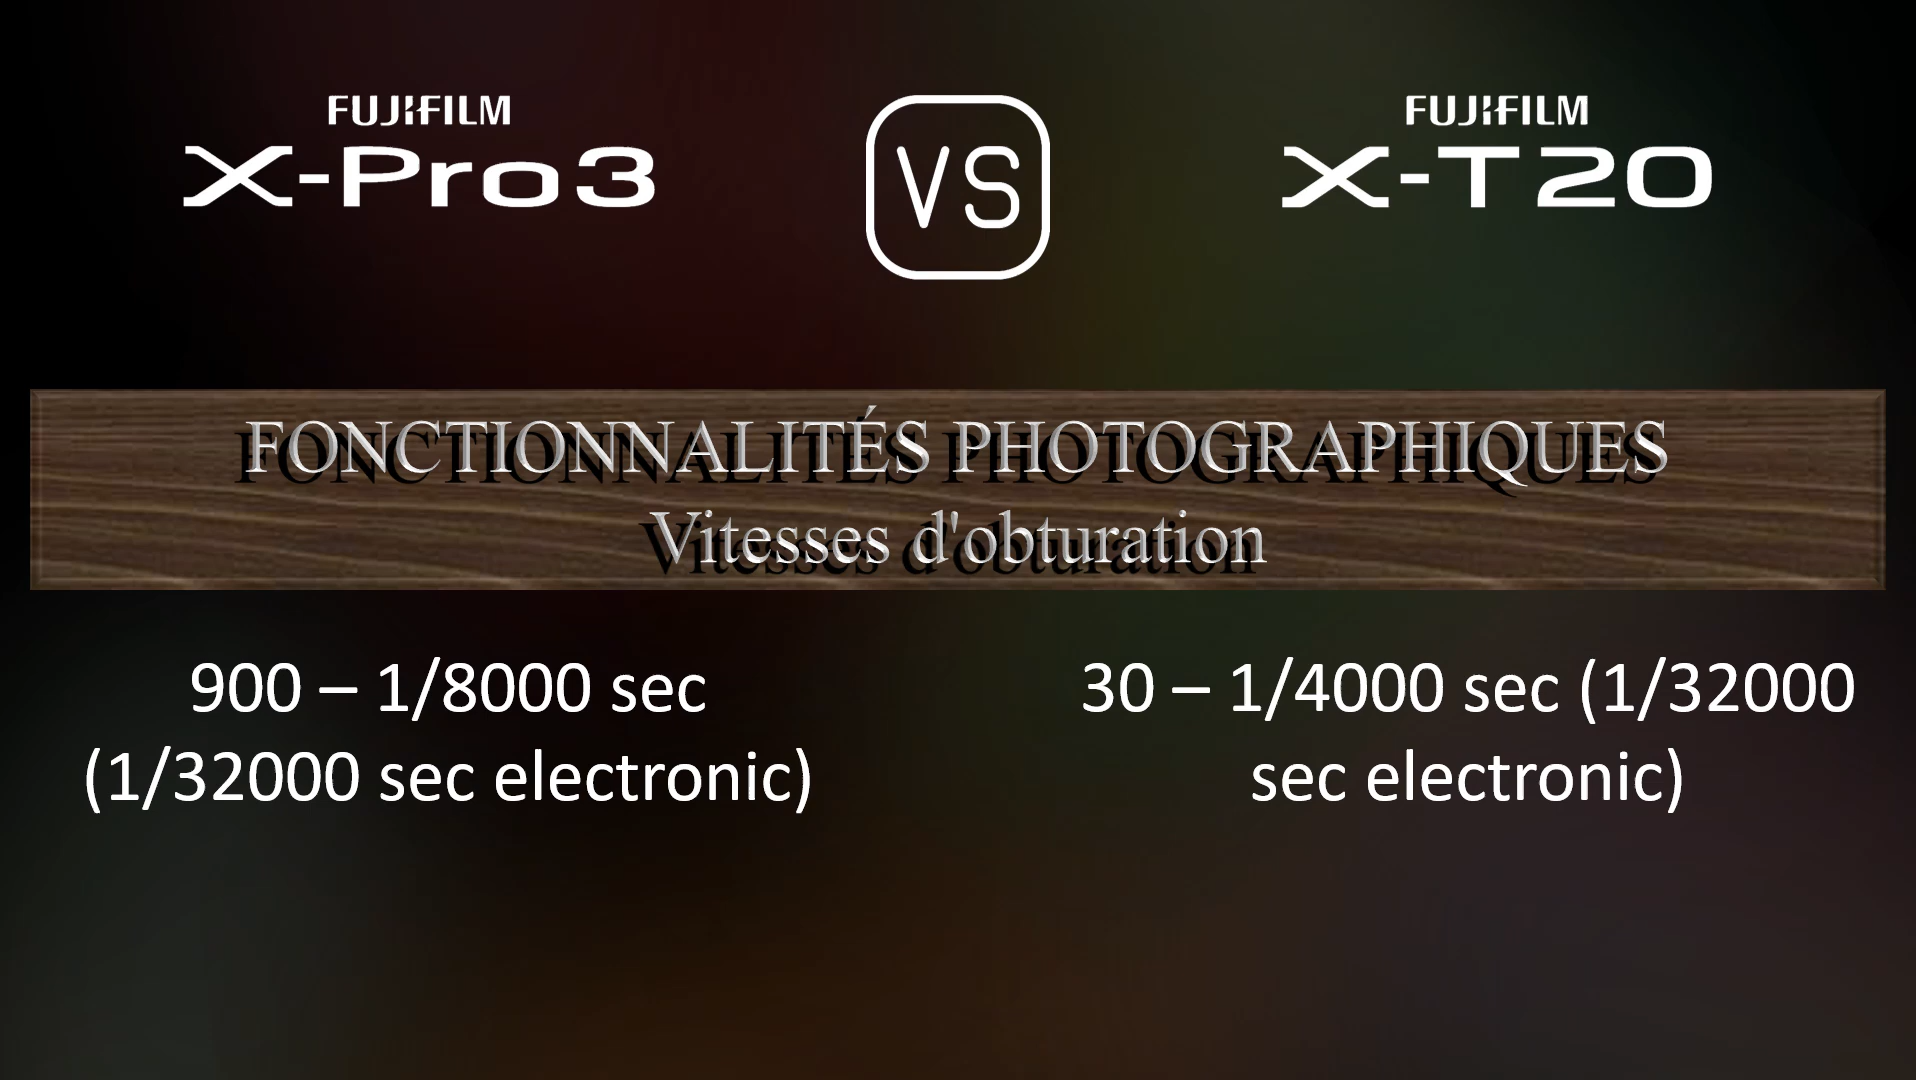 FUJIFILM
X-Pro3
VS
FUJIFILM
X-T20
FONCTIONNALITÉS PHOTOGRAPHIQUES
Vitesses d'obturation
900 – 1/8000 sec
(1/32000 sec electronic)
30 – 1/4000 sec (1/32000
sec electronic)